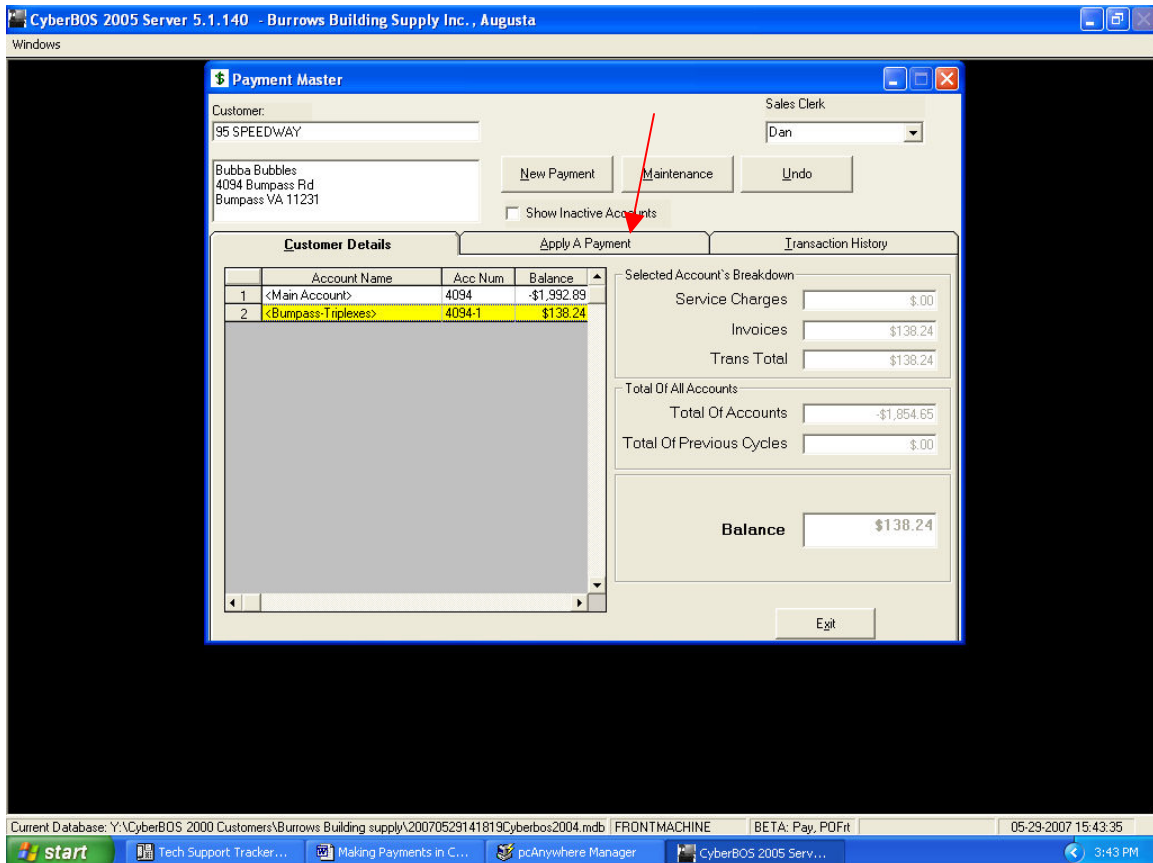 CyberBOS 2005 Server 5.1.140 - Burrows Building Supply Inc., Augusta
Windows
Payment Master
Customer:
Sales Clerk
95 SPEEDWAY
Dan
Bubba Bubbles
4094 Bumpass Rd
Bumpass VA 11231
New Payment
Maintenance
Undo
Show Inactive Accounts
Customer Details
Apply A Payment
Transaction History
Account Name Acc Num Balance
1 <Main Account> 4094 -$1,992.89
2 <Bumpass-Triplexes> 4094-1 $138.24
Selected Account`s Breakdown
Service Charges $.00
Invoices $138.24
Trans Total $138.24
Total Of All Accounts
Total Of Accounts -$1,854.65
Total Of Previous Cycles $.00
Balance $138.24
Exit
Current Database: Y:\CyberBOS 2000 Customers\Burrows Building supply\20070529141819Cyberbos2004.mdb FRONTMACHINE BETA: Pay, POFrt 05-29-2007 15:43:35
start Tech Support Tracker... Making Payments in C... pcAnywhere Manager CyberBOS 2005 Serv... 3:43 PM